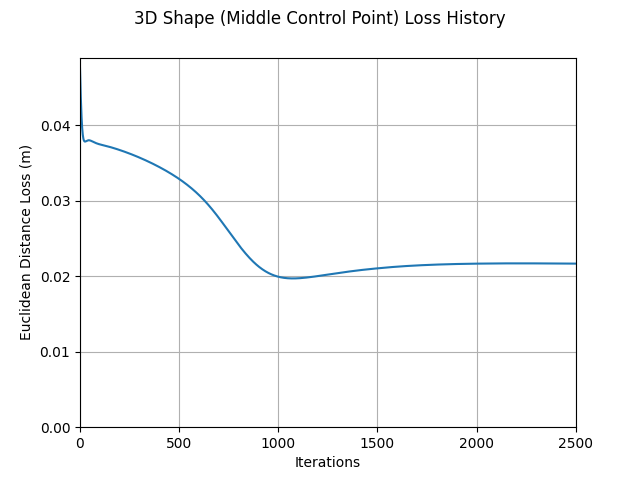 3D Shape (Middle Control Point) Loss History
Euclidean Distance Loss (m)
0.04
0.03
0.02
0.01
0.00
0 500 1000 1500 2000 2500
Iterations